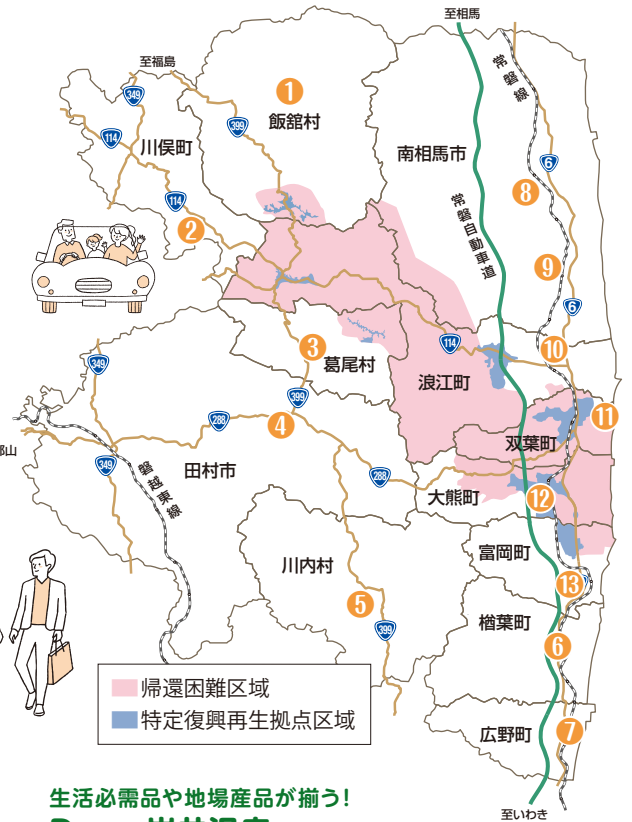 至相馬
至福島
常磐線
349
①
飯舘村
399
114
川俣町
南相馬市
6
114
⑧
②
常磐自動車道
⑨
6
③
葛尾村
114
⑩
349
浪江町
399
⑪
288
④
双葉町
郡山
349
田村市
288
大熊町
⑫
磐越東線
富岡町
川内村
⑬
⑤
399
楢葉町
⑥
帰還困難区域
特定復興再生拠点区域
広野町
⑦
生活必需品や地場産品が揃う!
至いわき